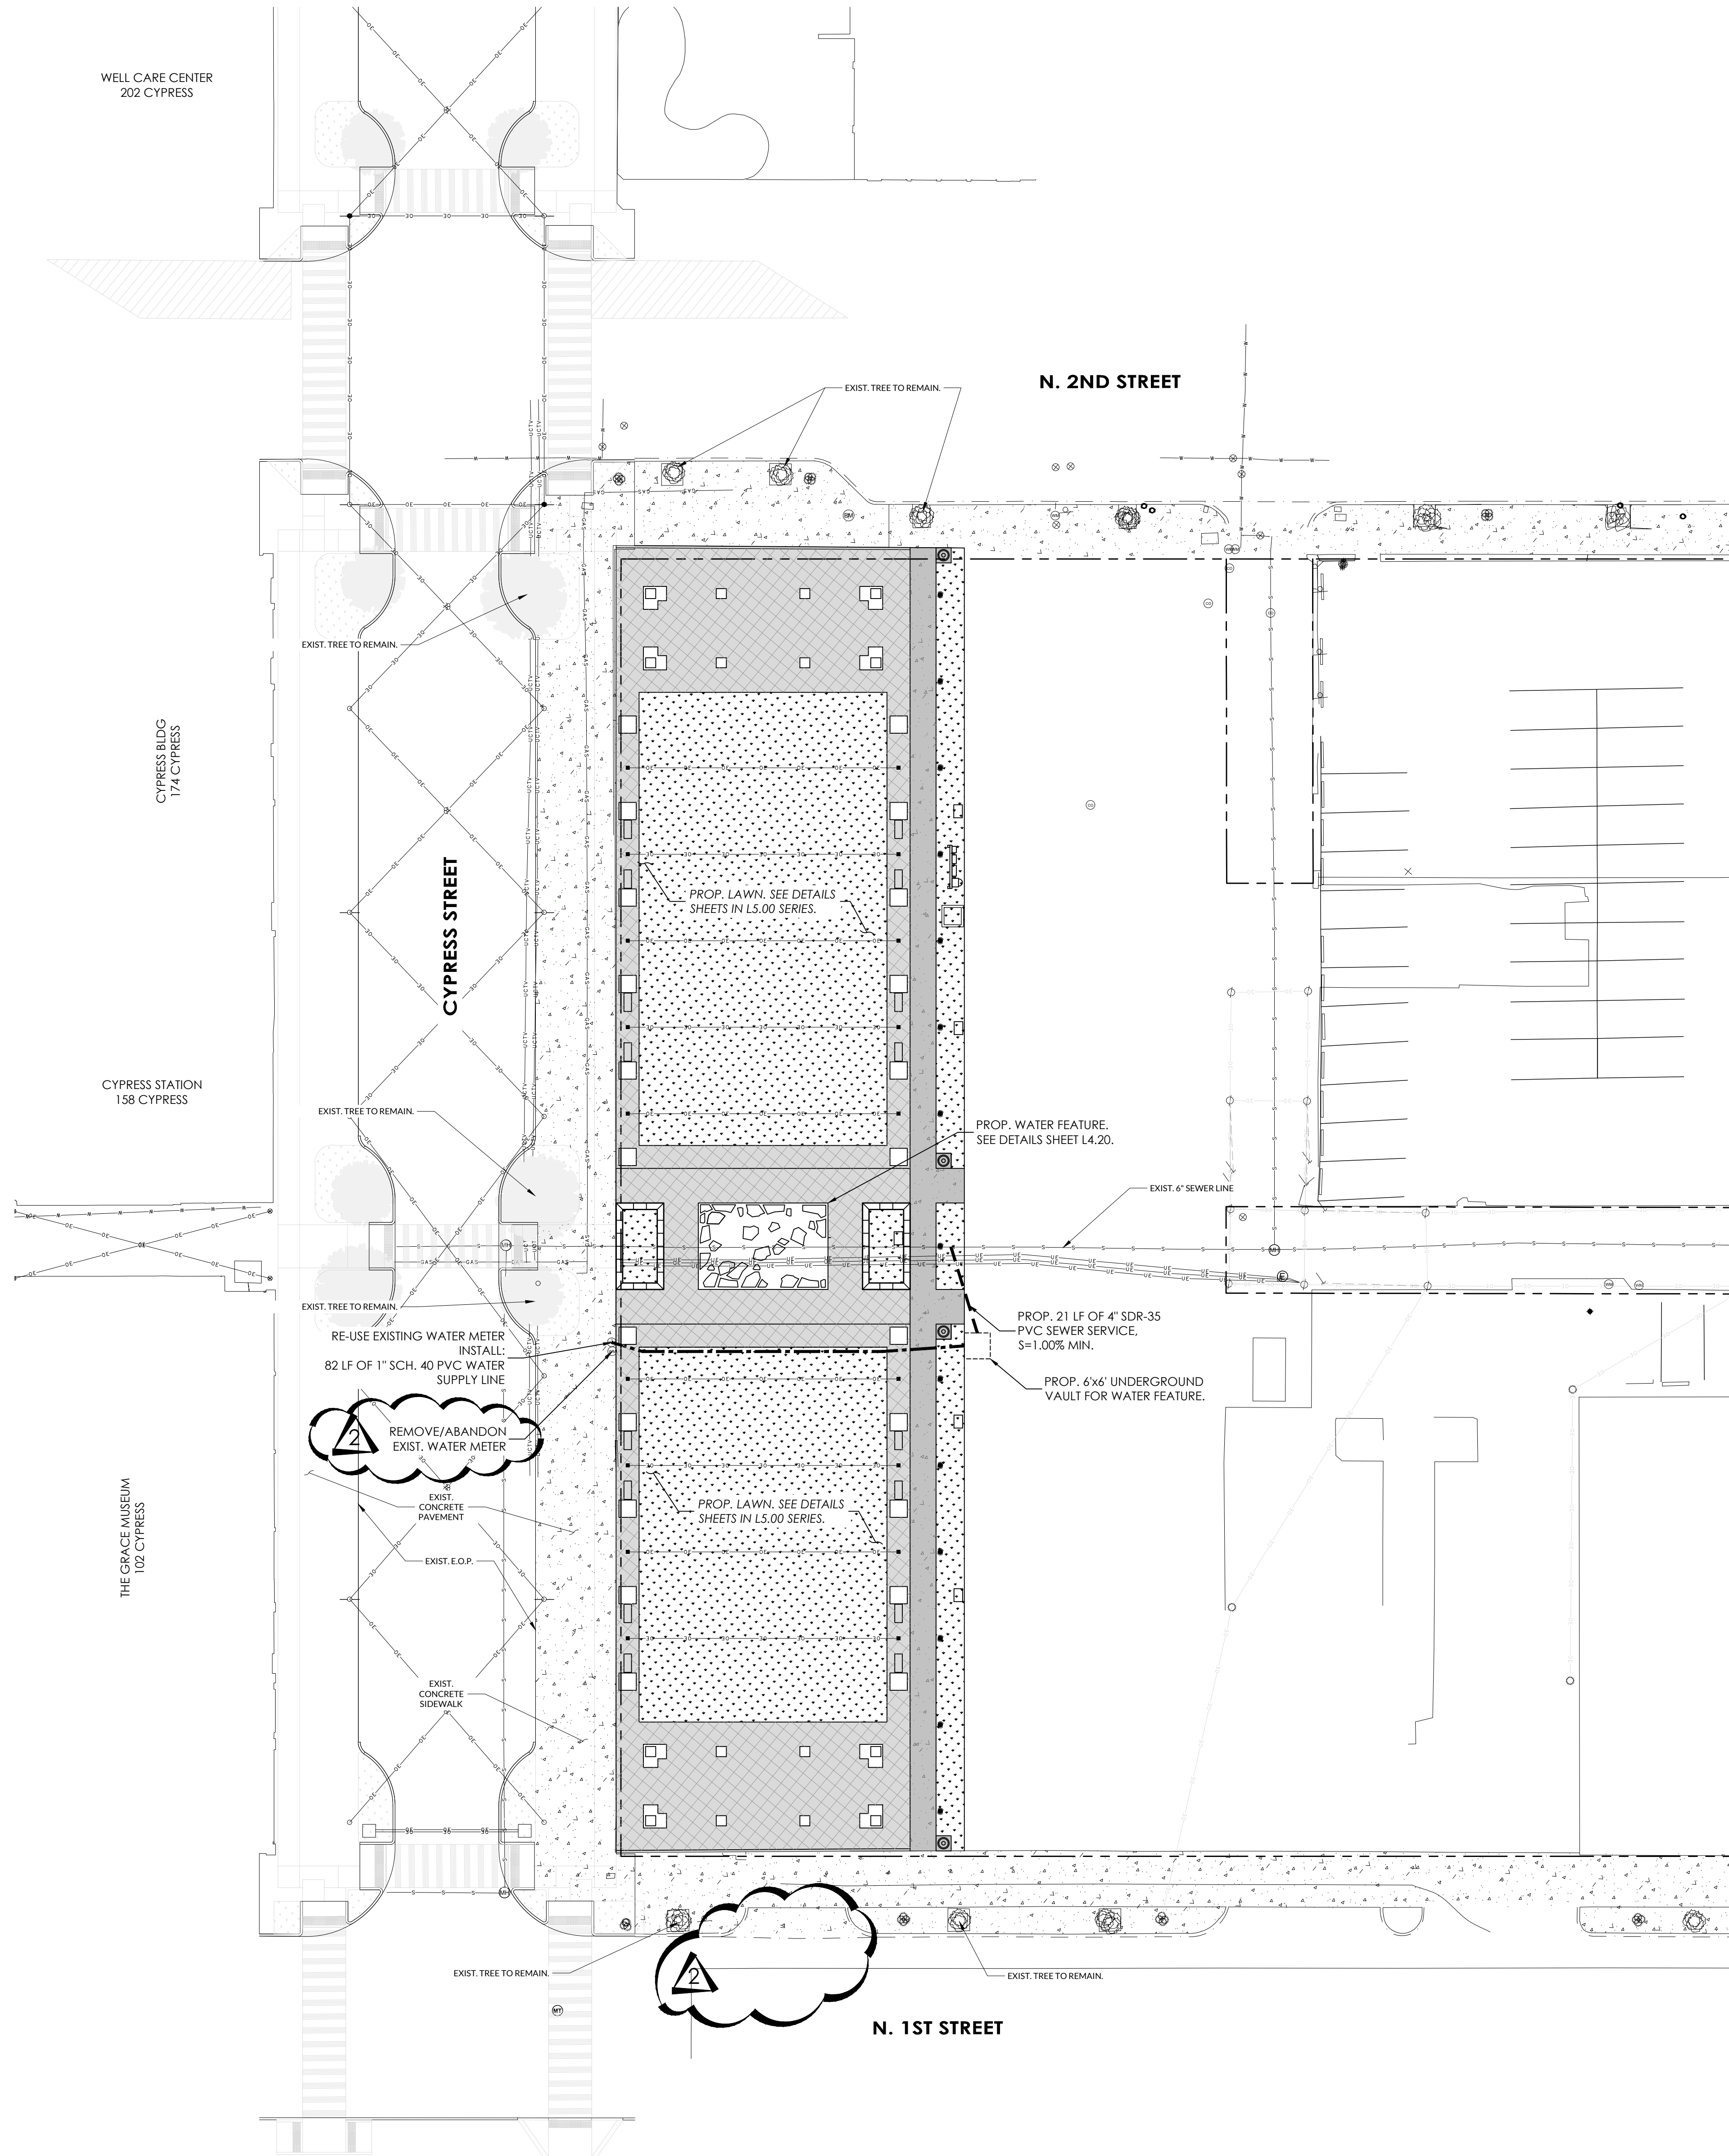 WELL CARE CENTER
202 CYPRESS
N. 2ND STREET
EXIST. TREE TO REMAIN.
EXIST. TREE TO REMAIN.
CYPRESS BLDG
174 CYPRESS
CYPRESS STREET
PROP. LAWN. SEE DETAILS
SHEETS IN L5.00 SERIES.
CYPRESS STATION
158 CYPRESS
EXIST. TREE TO REMAIN.
PROP. WATER FEATURE.
SEE DETAILS SHEET L4.20.
EXIST. 6" SEWER LINE
EXIST. TREE TO REMAIN.
RE-USE EXISTING WATER METER
INSTALL:
82 LF OF 1" SCH. 40 PVC WATER
SUPPLY LINE
PROP. 21 LF OF 4" SDR-35
PVC SEWER SERVICE,
S=1.00% MIN.
PROP. 6'x6' UNDERGROUND
VAULT FOR WATER FEATURE.
2
REMOVE/ABANDON
EXIST. WATER METER
THE GRACE MUSEUM
102 CYPRESS
EXIST.
CONCRETE
PAVEMENT
PROP. LAWN. SEE DETAILS
SHEETS IN L5.00 SERIES.
EXIST. E.O.P.
EXIST.
CONCRETE
SIDEWALK
EXIST. TREE TO REMAIN.
2
EXIST. TREE TO REMAIN.
MT
N. 1ST STREET